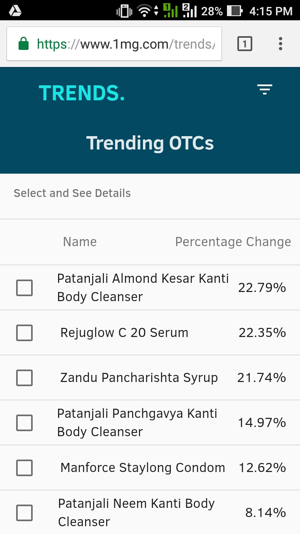 28% 4:15 PM
https://www.1mg.com/trends/ 1
TRENDS.
Trending OTCs
Select and See Details
Name Percentage Change
Patanjali Almond Kesar Kanti
Body Cleanser 22.79%
Rejuglow C 20 Serum 22.35%
Zandu Pancharishta Syrup 21.74%
Patanjali Panchgavya Kanti
Body Cleanser 14.97%
Manforce Staylong Condom 12.62%
Patanjali Neem Kanti Body
Cleanser 8.14%